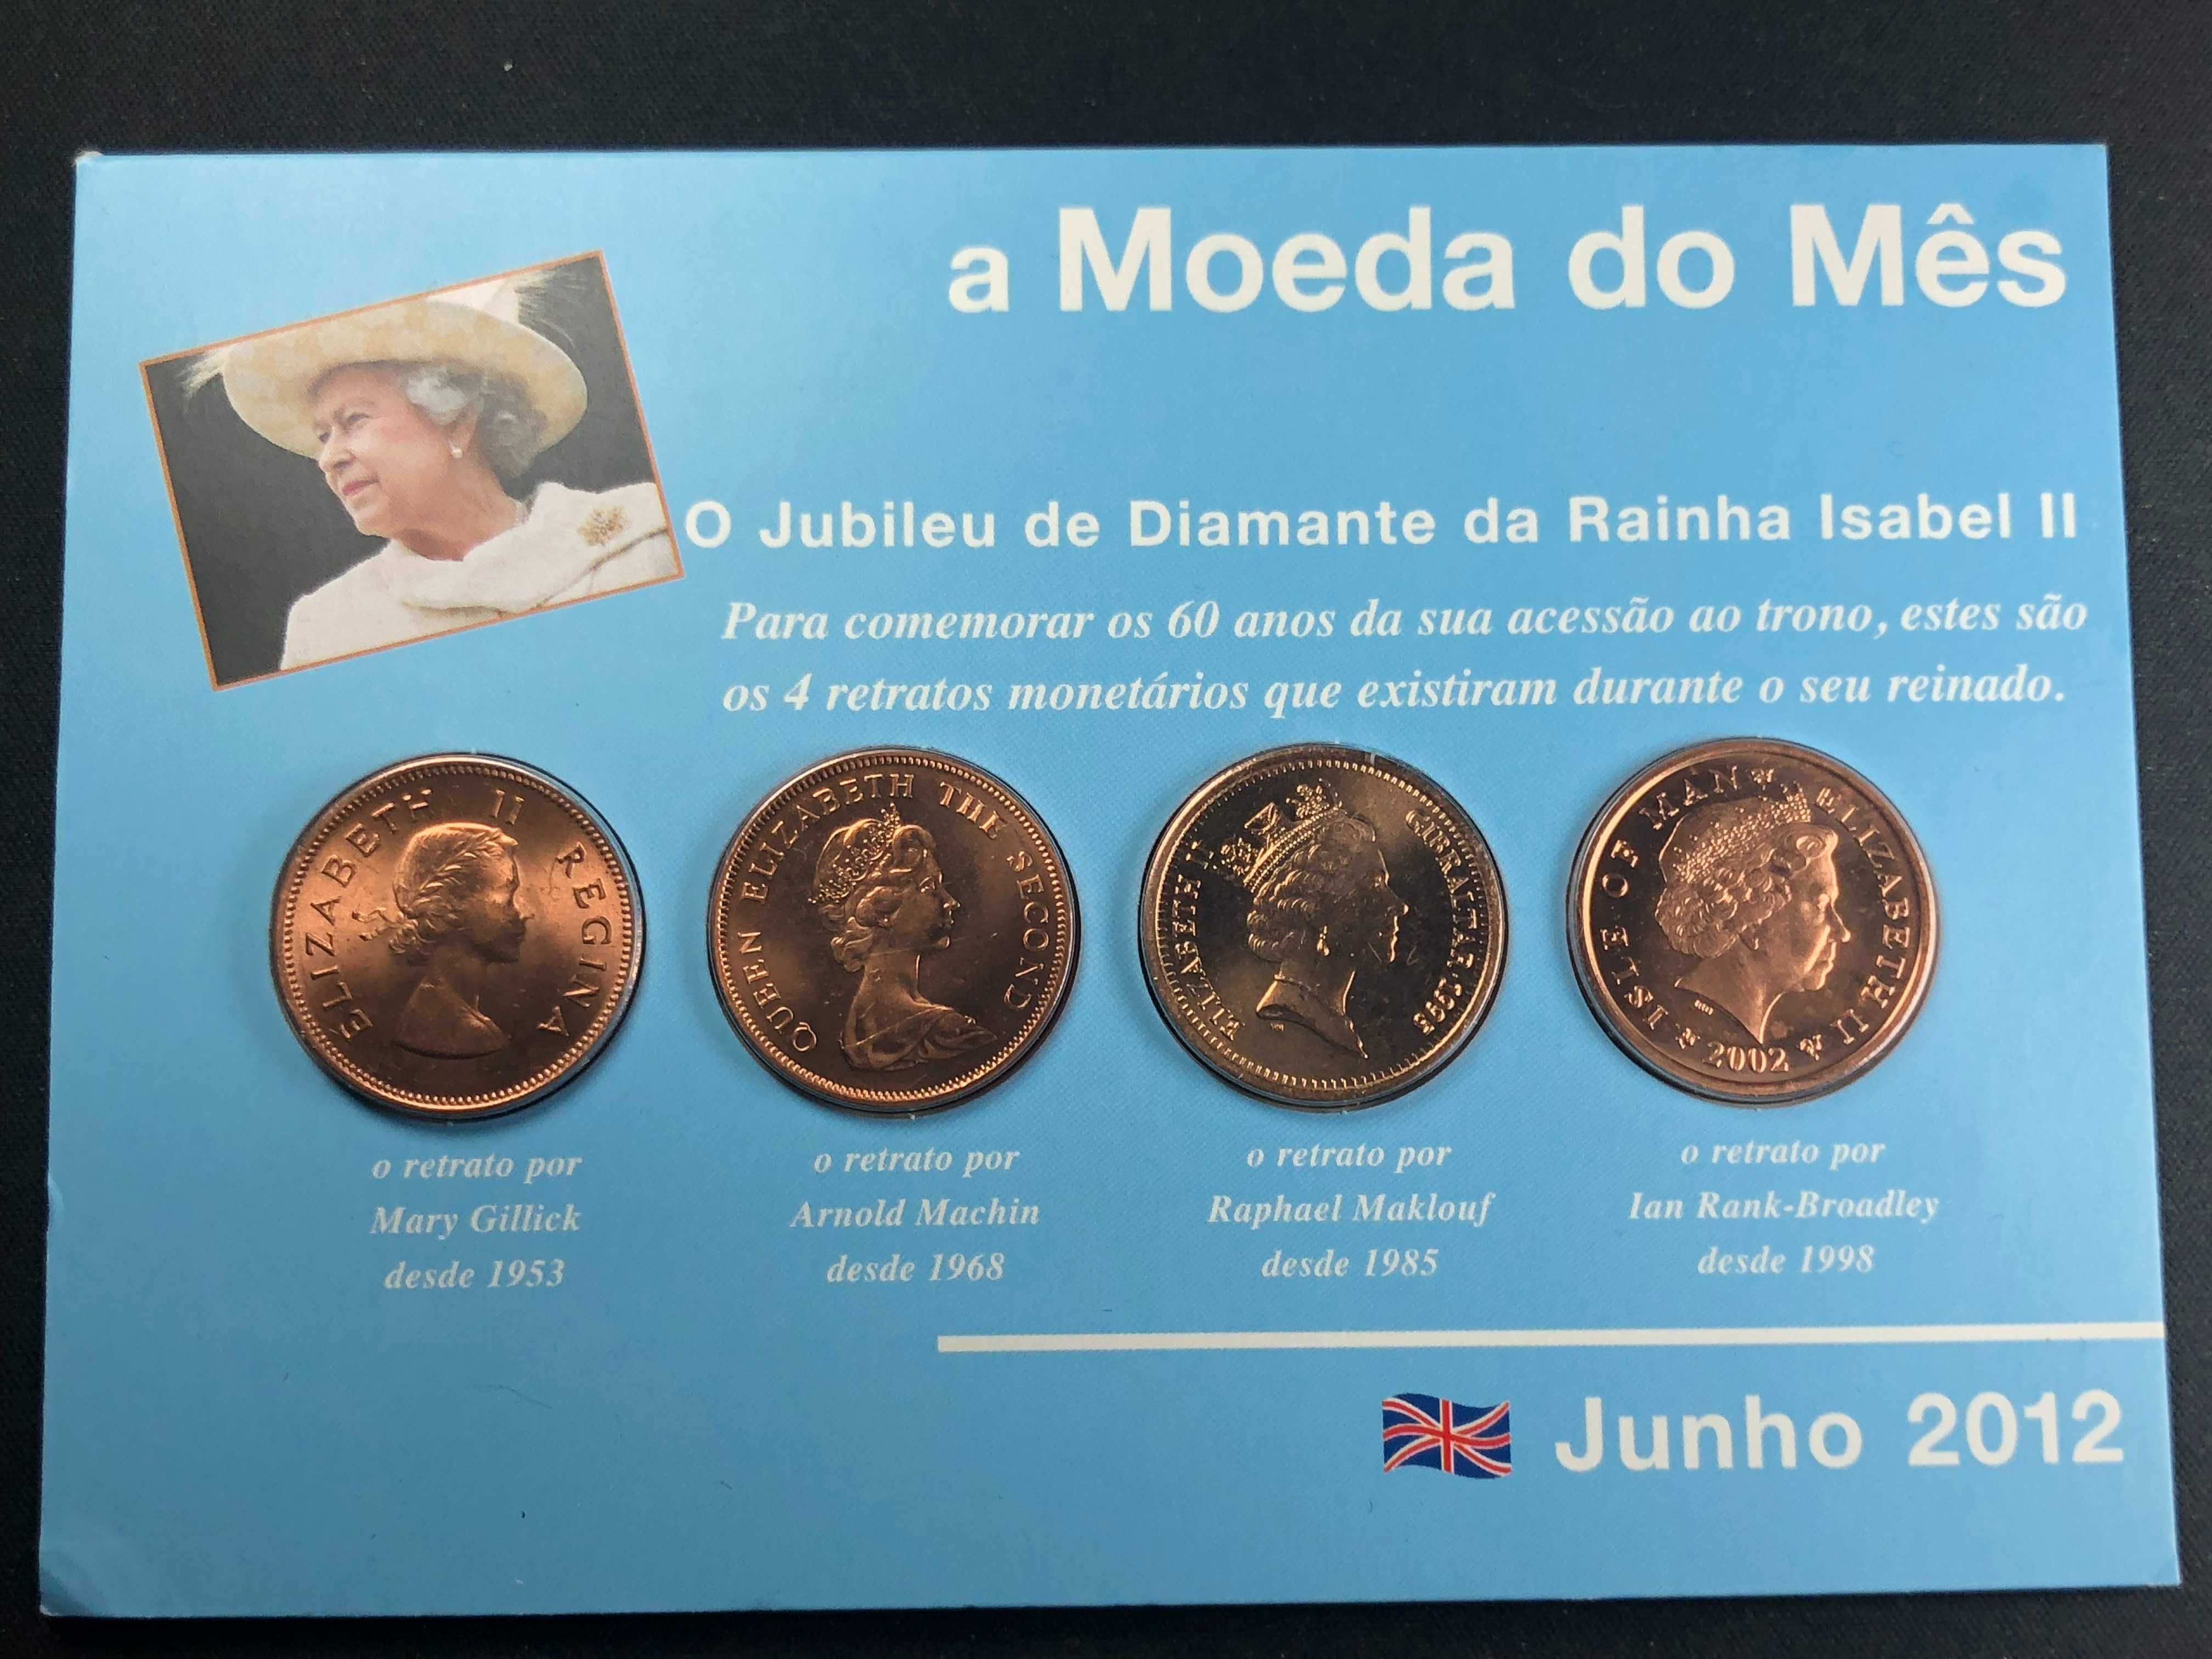 a Moeda do Mês
O Jubileu de Diamante da Rainha Isabel II
Para comemorar os 60 anos da sua acessão ao trono, estes são
os 4 retratos monetários que existiram durante o seu reinado.
ELIZABETH II REGINA
QUEEN ELIZABETH THE SECOND
ELIZABETH II GIBRALTAR · 1995
ISLE OF MAN ELIZABETH II 2002
o retrato por
Mary Gillick
desde 1953
o retrato por
Arnold Machin
desde 1968
o retrato por
Raphael Maklouf
desde 1985
o retrato por
Ian Rank-Broadley
desde 1998
Junho 2012